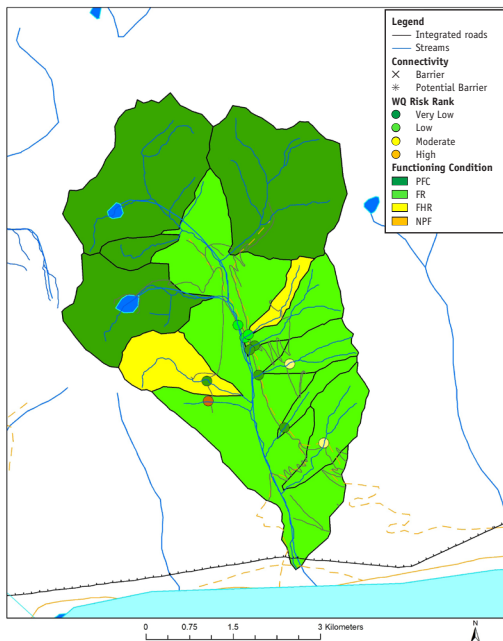 Legend
Integrated roads
Streams
Connectivity
Barrier
Potential Barrier
WQ Risk Rank
Very Low
Low
Moderate
High
Functioning Condition
PFC
FR
FHR
NPF
0 0.75 1.5 3 Kilometers
N